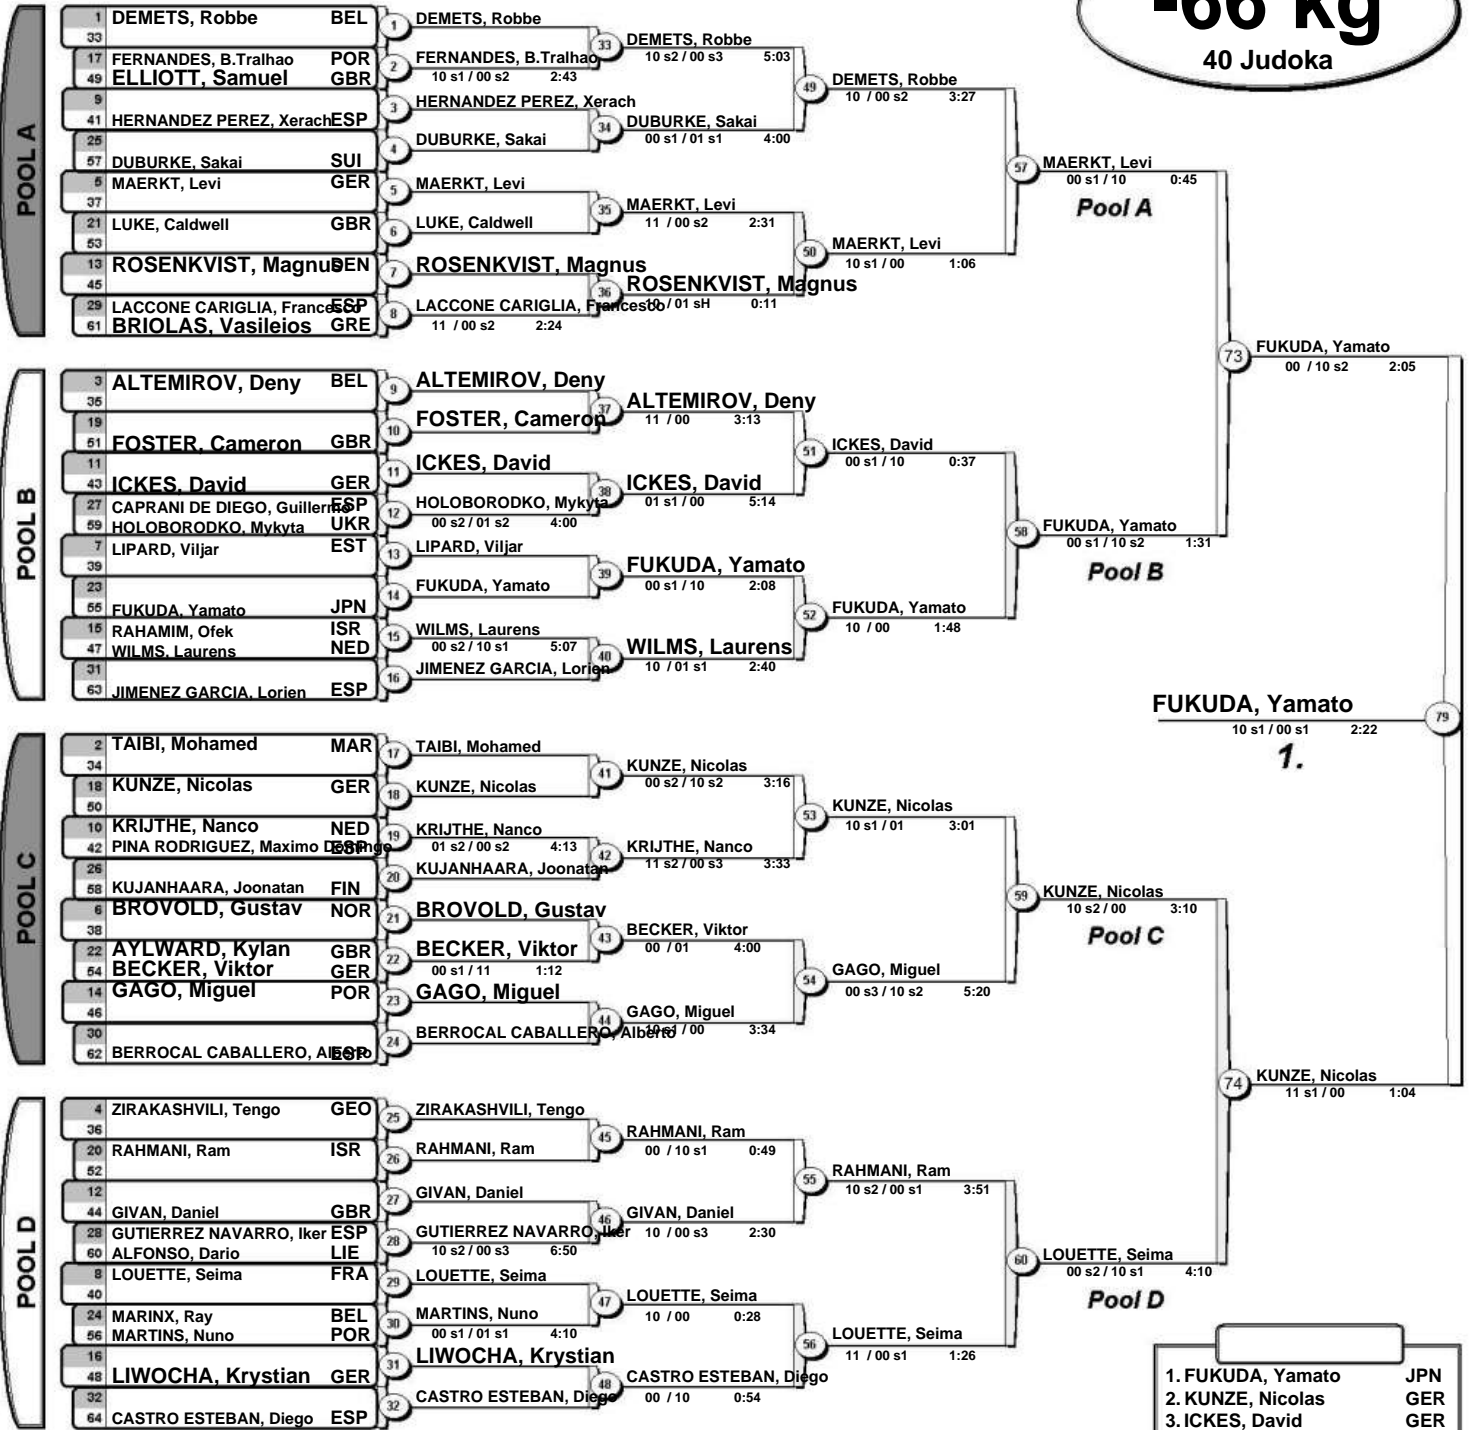 -66 kg
40 Judoka
POOL A
1 DEMETS, Robbe BEL
33
17 FERNANDES, B.Tralhao POR
49 ELLIOTT, Samuel GBR
9
41 HERNANDEZ PEREZ, Xerach ESP
25
57 DUBURKE, Sakai SUI
5 MAERKT, Levi GER
37
21 LUKE, Caldwell GBR
53
13 ROSENKVIST, Magnus DEN
45
29 LACCONE CARIGLIA, Francesco ESP
61 BRIOLAS, Vasileios GRE
1 DEMETS, Robbe
2 FERNANDES, B.Tralhao
10 s1 / 00 s2 2:43
3 HERNANDEZ PEREZ, Xerach
4 DUBURKE, Sakai
5 MAERKT, Levi
6 LUKE, Caldwell
7 ROSENKVIST, Magnus
8 LACCONE CARIGLIA, Francesco
11 / 00 s2 2:24
33 DEMETS, Robbe
10 s2 / 00 s3 5:03
34 DUBURKE, Sakai
00 s1 / 01 s1 4:00
35 MAERKT, Levi
11 / 00 s2 2:31
36 ROSENKVIST, Magnus
10 / 01 sH 0:11
49 DEMETS, Robbe
10 / 00 s2 3:27
50 MAERKT, Levi
10 s1 / 00 1:06
57 MAERKT, Levi
00 s1 / 10 0:45
Pool A
POOL B
3 ALTEMIROV, Deny BEL
35
19
51 FOSTER, Cameron GBR
11
43 ICKES, David GER
27 CAPRANI DE DIEGO, Guillermo ESP
59 HOLOBORODKO, Mykyta UKR
7 LIPARD, Viljar EST
39
23
55 FUKUDA, Yamato JPN
15 RAHAMIM, Ofek ISR
47 WILMS, Laurens NED
31
63 JIMENEZ GARCIA, Lorien ESP
9 ALTEMIROV, Deny
10 FOSTER, Cameron
11 ICKES, David
12 HOLOBORODKO, Mykyta
00 s2 / 01 s2 4:00
13 LIPARD, Viljar
14 FUKUDA, Yamato
15 WILMS, Laurens
00 s2 / 10 s1 5:07
16 JIMENEZ GARCIA, Lorien
37 ALTEMIROV, Deny
11 / 00 3:13
38 ICKES, David
01 s1 / 00 5:14
39 FUKUDA, Yamato
00 s1 / 10 2:08
40 WILMS, Laurens
10 / 01 s1 2:40
51 ICKES, David
00 s1 / 10 0:37
52 FUKUDA, Yamato
10 / 00 1:48
58 FUKUDA, Yamato
00 s1 / 10 s2 1:31
Pool B
73 FUKUDA, Yamato
00 / 10 s2 2:05
FUKUDA, Yamato 79
10 s1 / 00 s1 2:22
1.
POOL C
2 TAIBI, Mohamed MAR
34
18 KUNZE, Nicolas GER
50
10 KRIJTHE, Nanco NED
42 PINA RODRIGUEZ, Maximo Domingo ESP
26
58 KUJANHAARA, Joonatan FIN
6 BROVOLD, Gustav NOR
38
22 AYLWARD, Kylan GBR
54 BECKER, Viktor GER
14 GAGO, Miguel POR
46
30
62 BERROCAL CABALLERO, Alberto ESP
17 TAIBI, Mohamed
18 KUNZE, Nicolas
19 KRIJTHE, Nanco
01 s2 / 00 s2 4:13
20 KUJANHAARA, Joonatan
21 BROVOLD, Gustav
22 BECKER, Viktor
00 s1 / 11 1:12
23 GAGO, Miguel
24 BERROCAL CABALLERO, Alberto
41 KUNZE, Nicolas
00 s2 / 10 s2 3:16
42 KRIJTHE, Nanco
11 s2 / 00 s3 3:33
43 BECKER, Viktor
00 / 01 4:00
44 GAGO, Miguel
10 s1 / 00 3:34
53 KUNZE, Nicolas
10 s1 / 01 3:01
54 GAGO, Miguel
00 s3 / 10 s2 5:20
59 KUNZE, Nicolas
10 s2 / 00 3:10
Pool C
74 KUNZE, Nicolas
11 s1 / 00 1:04
POOL D
4 ZIRAKASHVILI, Tengo GEO
36
20 RAHMANI, Ram ISR
52
12
44 GIVAN, Daniel GBR
28 GUTIERREZ NAVARRO, Iker ESP
60 ALFONSO, Dario LIE
8 LOUETTE, Seima FRA
40
24 MARINX, Ray BEL
56 MARTINS, Nuno POR
16
48 LIWOCHA, Krystian GER
32
64 CASTRO ESTEBAN, Diego ESP
25 ZIRAKASHVILI, Tengo
26 RAHMANI, Ram
27 GIVAN, Daniel
28 GUTIERREZ NAVARRO, Iker
10 s2 / 00 s3 6:50
29 LOUETTE, Seima
30 MARTINS, Nuno
00 s1 / 01 s1 4:10
31 LIWOCHA, Krystian
32 CASTRO ESTEBAN, Diego
45 RAHMANI, Ram
00 / 10 s1 0:49
46 GIVAN, Daniel
10 / 00 s3 2:30
47 LOUETTE, Seima
10 / 00 0:28
48 CASTRO ESTEBAN, Diego
00 / 10 0:54
55 RAHMANI, Ram
10 s2 / 00 s1 3:51
56 LOUETTE, Seima
11 / 00 s1 1:26
60 LOUETTE, Seima
00 s2 / 10 s1 4:10
Pool D
1. FUKUDA, Yamato JPN
2. KUNZE, Nicolas GER
3. ICKES, David GER